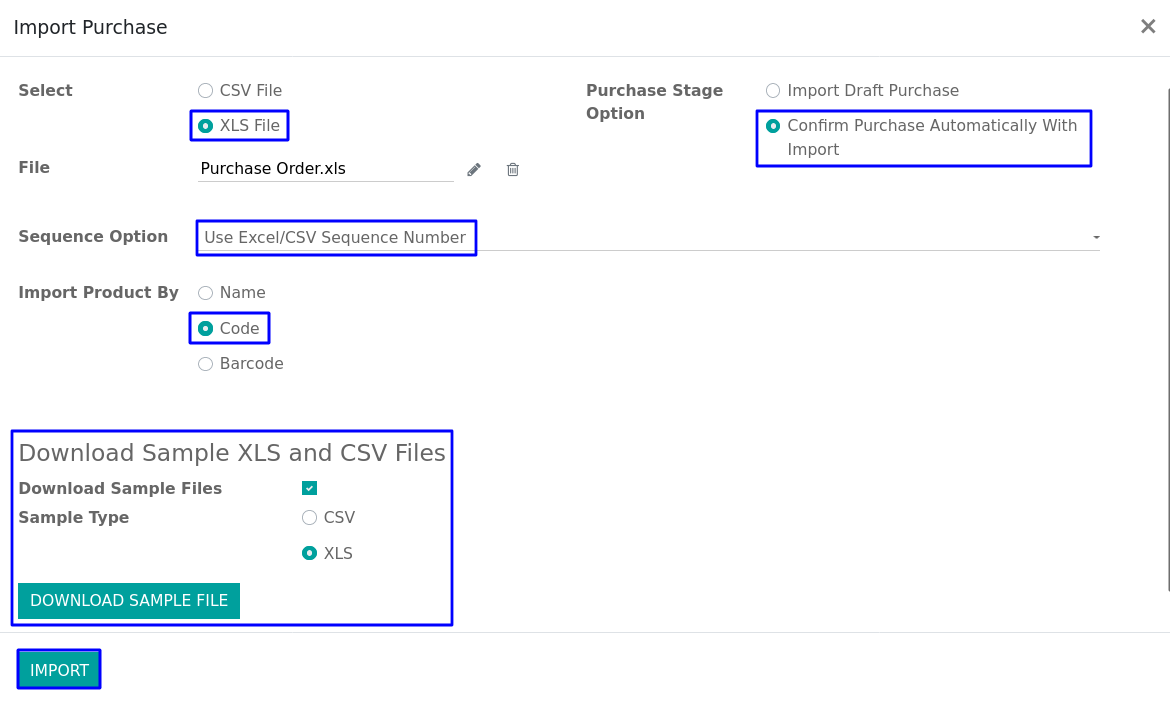 Import Purchase
Select
CSV File
XLS File
Purchase Stage
Option
Import Draft Purchase
Confirm Purchase Automatically With
Import
File
Purchase Order.xls
Sequence Option
Use Excel/CSV Sequence Number
Import Product By
Name
Code
Barcode
Download Sample XLS and CSV Files
Download Sample Files
Sample Type
CSV
XLS
DOWNLOAD SAMPLE FILE
IMPORT